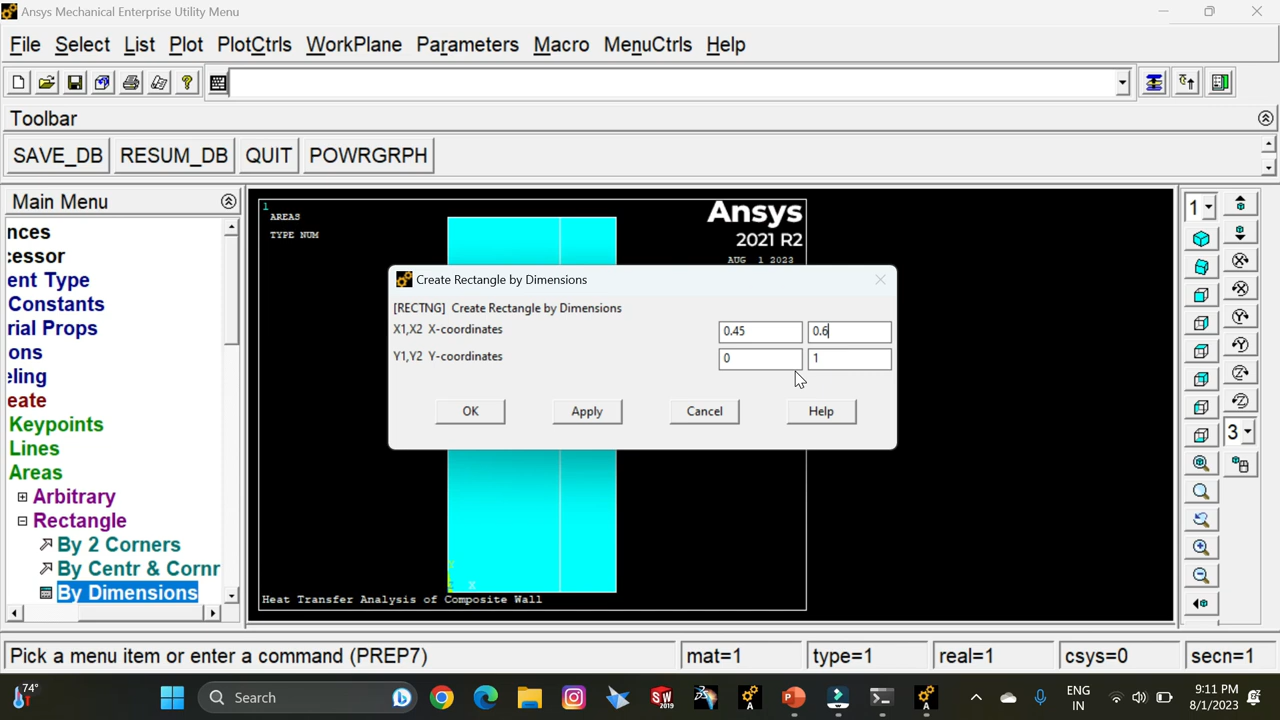 Ansys Mechanical Enterprise Utility Menu
File Select List Plot PlotCtrls WorkPlane Parameters Macro MenuCtrls Help
Toolbar
SAVE_DB RESUM_DB QUIT POWRGRPH
Main Menu
nces
cessor
ent Type
Constants
rial Props
ons
eling
eate
Keypoints
Lines
Areas
Arbitrary
Rectangle
By 2 Corners
By Centr & Cornr
By Dimensions
1
AREAS
TYPE NUM
Ansys
2021 R2
AUG 1 2023
Create Rectangle by Dimensions
[RECTNG] Create Rectangle by Dimensions
X1,X2 X-coordinates 0.45 0.6
Y1,Y2 Y-coordinates 0 1
OK Apply Cancel Help
X
Heat Transfer Analysis of Composite Wall
1
3
Pick a menu item or enter a command (PREP7) mat=1 type=1 real=1 csys=0 secn=1
74°
Search
SW
2019
A
A
ENG
IN
9:11 PM
8/1/2023